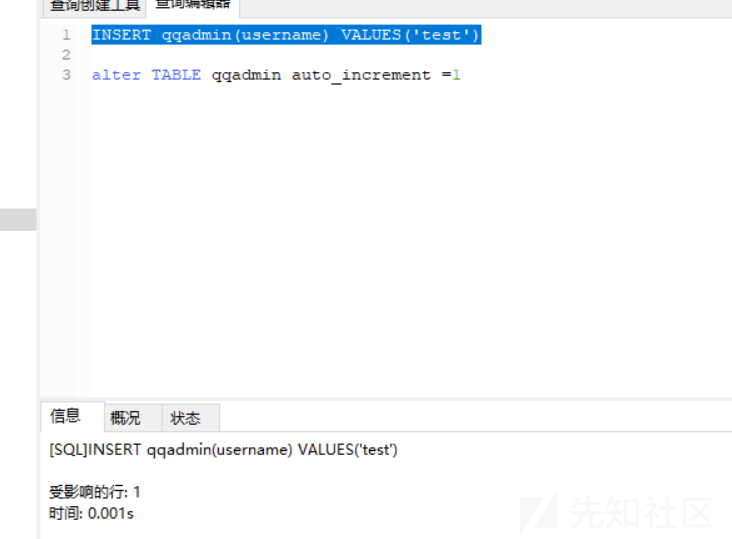 查询创建工具 查询编辑器
1 INSERT qqadmin(username) VALUES('test')
2
3 alter TABLE qqadmin auto_increment =1
信息 概况 状态
[SQL]INSERT qqadmin(username) VALUES('test')
受影响的行: 1
时间: 0.001s
先知社区